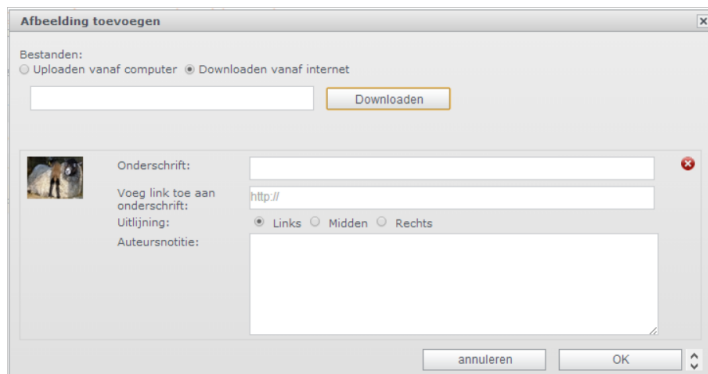 Afbeelding toevoegen
Bestanden:
Uploaden vanaf computer Downloaden vanaf internet
Downloaden
Onderschrift:
Voeg link toe aan
onderschrift:
http://
Uitlijning:
Links Midden Rechts
Auteursnotitie:
annuleren OK